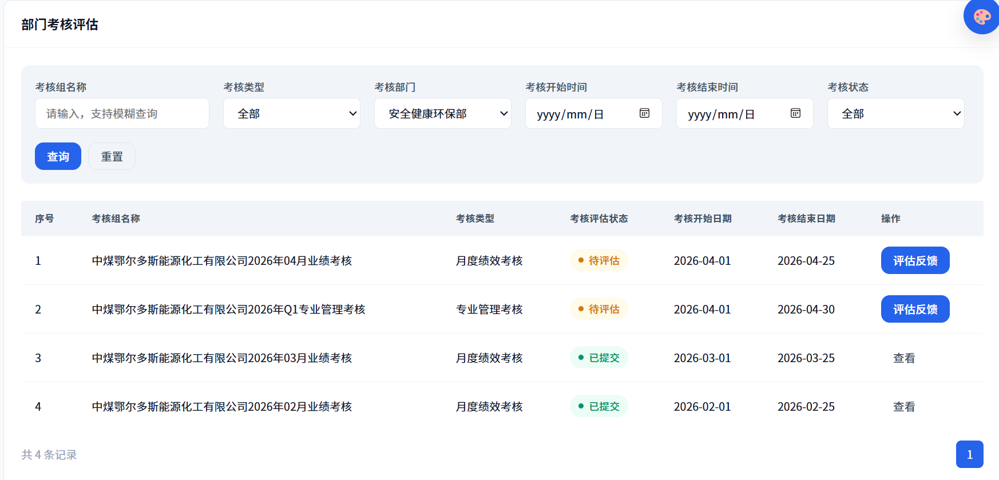 部门考核评估
考核组名称 考核类型 考核部门 考核开始时间 考核结束时间 考核状态
请输入，支持模糊查询 全部 安全健康环保部 yyyy/mm/日 yyyy/mm/日 全部
查询 重置
序号 考核组名称 考核类型 考核评估状态 考核开始日期 考核结束日期 操作
1 中煤鄂尔多斯能源化工有限公司2026年04月业绩考核 月度绩效考核 待评估 2026-04-01 2026-04-25 评估反馈
2 中煤鄂尔多斯能源化工有限公司2026年Q1专业管理考核 专业管理考核 待评估 2026-04-01 2026-04-30 评估反馈
3 中煤鄂尔多斯能源化工有限公司2026年03月业绩考核 月度绩效考核 已提交 2026-03-01 2026-03-25 查看
4 中煤鄂尔多斯能源化工有限公司2026年02月业绩考核 月度绩效考核 已提交 2026-02-01 2026-02-25 查看
共 4 条记录 1